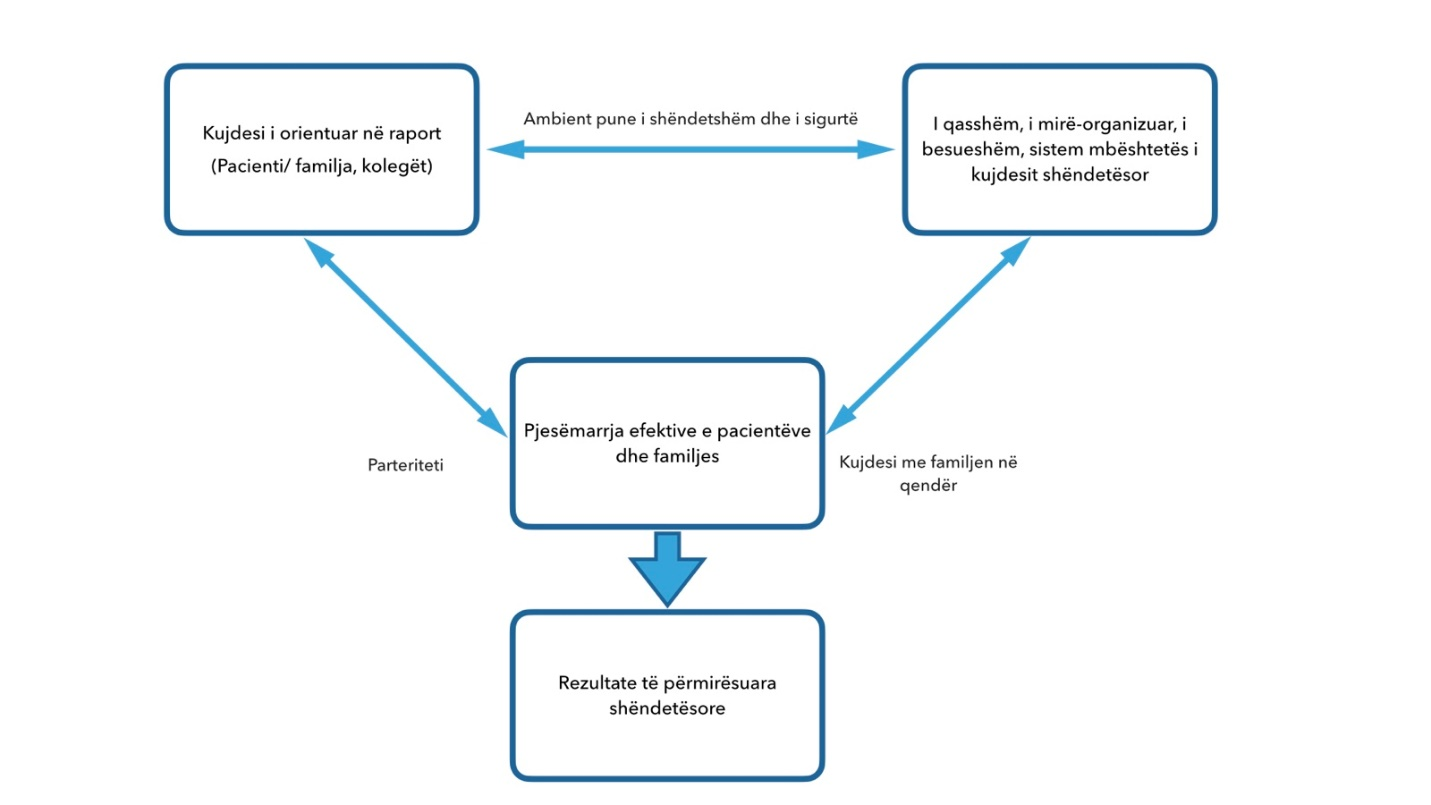 Kujdesi i orientuar në raport
(Pacienti/ familja, kolegët)
Ambient pune i shëndetshëm dhe i sigurtë
I qasshëm, i mirë-organizuar, i
besueshëm, sistem mbështetës i
kujdesit shëndetësor
Pjesëmarrja efektive e pacientëve
dhe familjes
Parteriteti
Kujdesi me familjen në
qendër
Rezultate të përmirësuara
shëndetësore